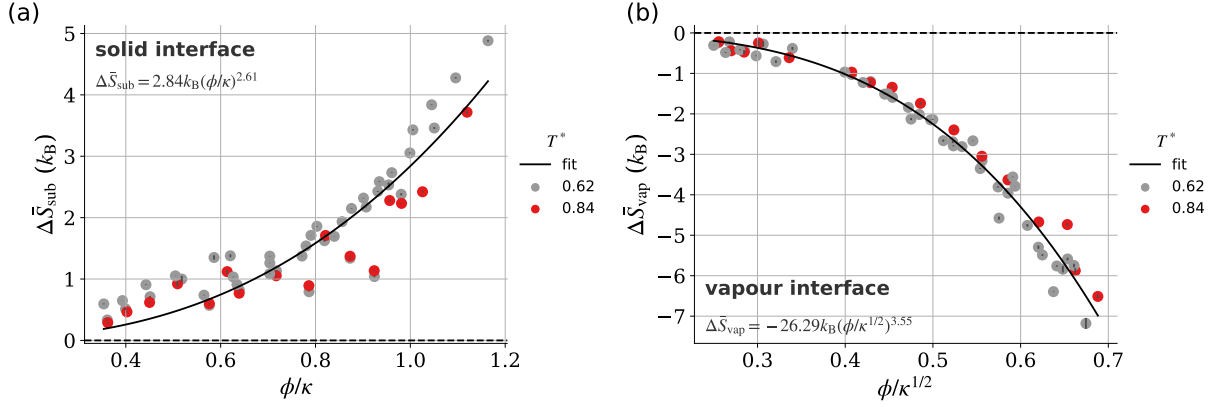 (a)
solid interface
ΔS̄sub = 2.84kB(ϕ/κ)^2.61
5
4
3
2
1
0
ΔS̄sub (kB)
0.4 0.6 0.8 1.0 1.2
ϕ/κ
T*
fit
0.62
0.84
(b)
0
−1
−2
−3
−4
−5
−6
−7
ΔS̄vap (kB)
vapour interface
ΔS̄vap = −26.29kB(ϕ/κ^1/2)^3.55
0.3 0.4 0.5 0.6 0.7
ϕ/κ^1/2
T*
fit
0.62
0.84